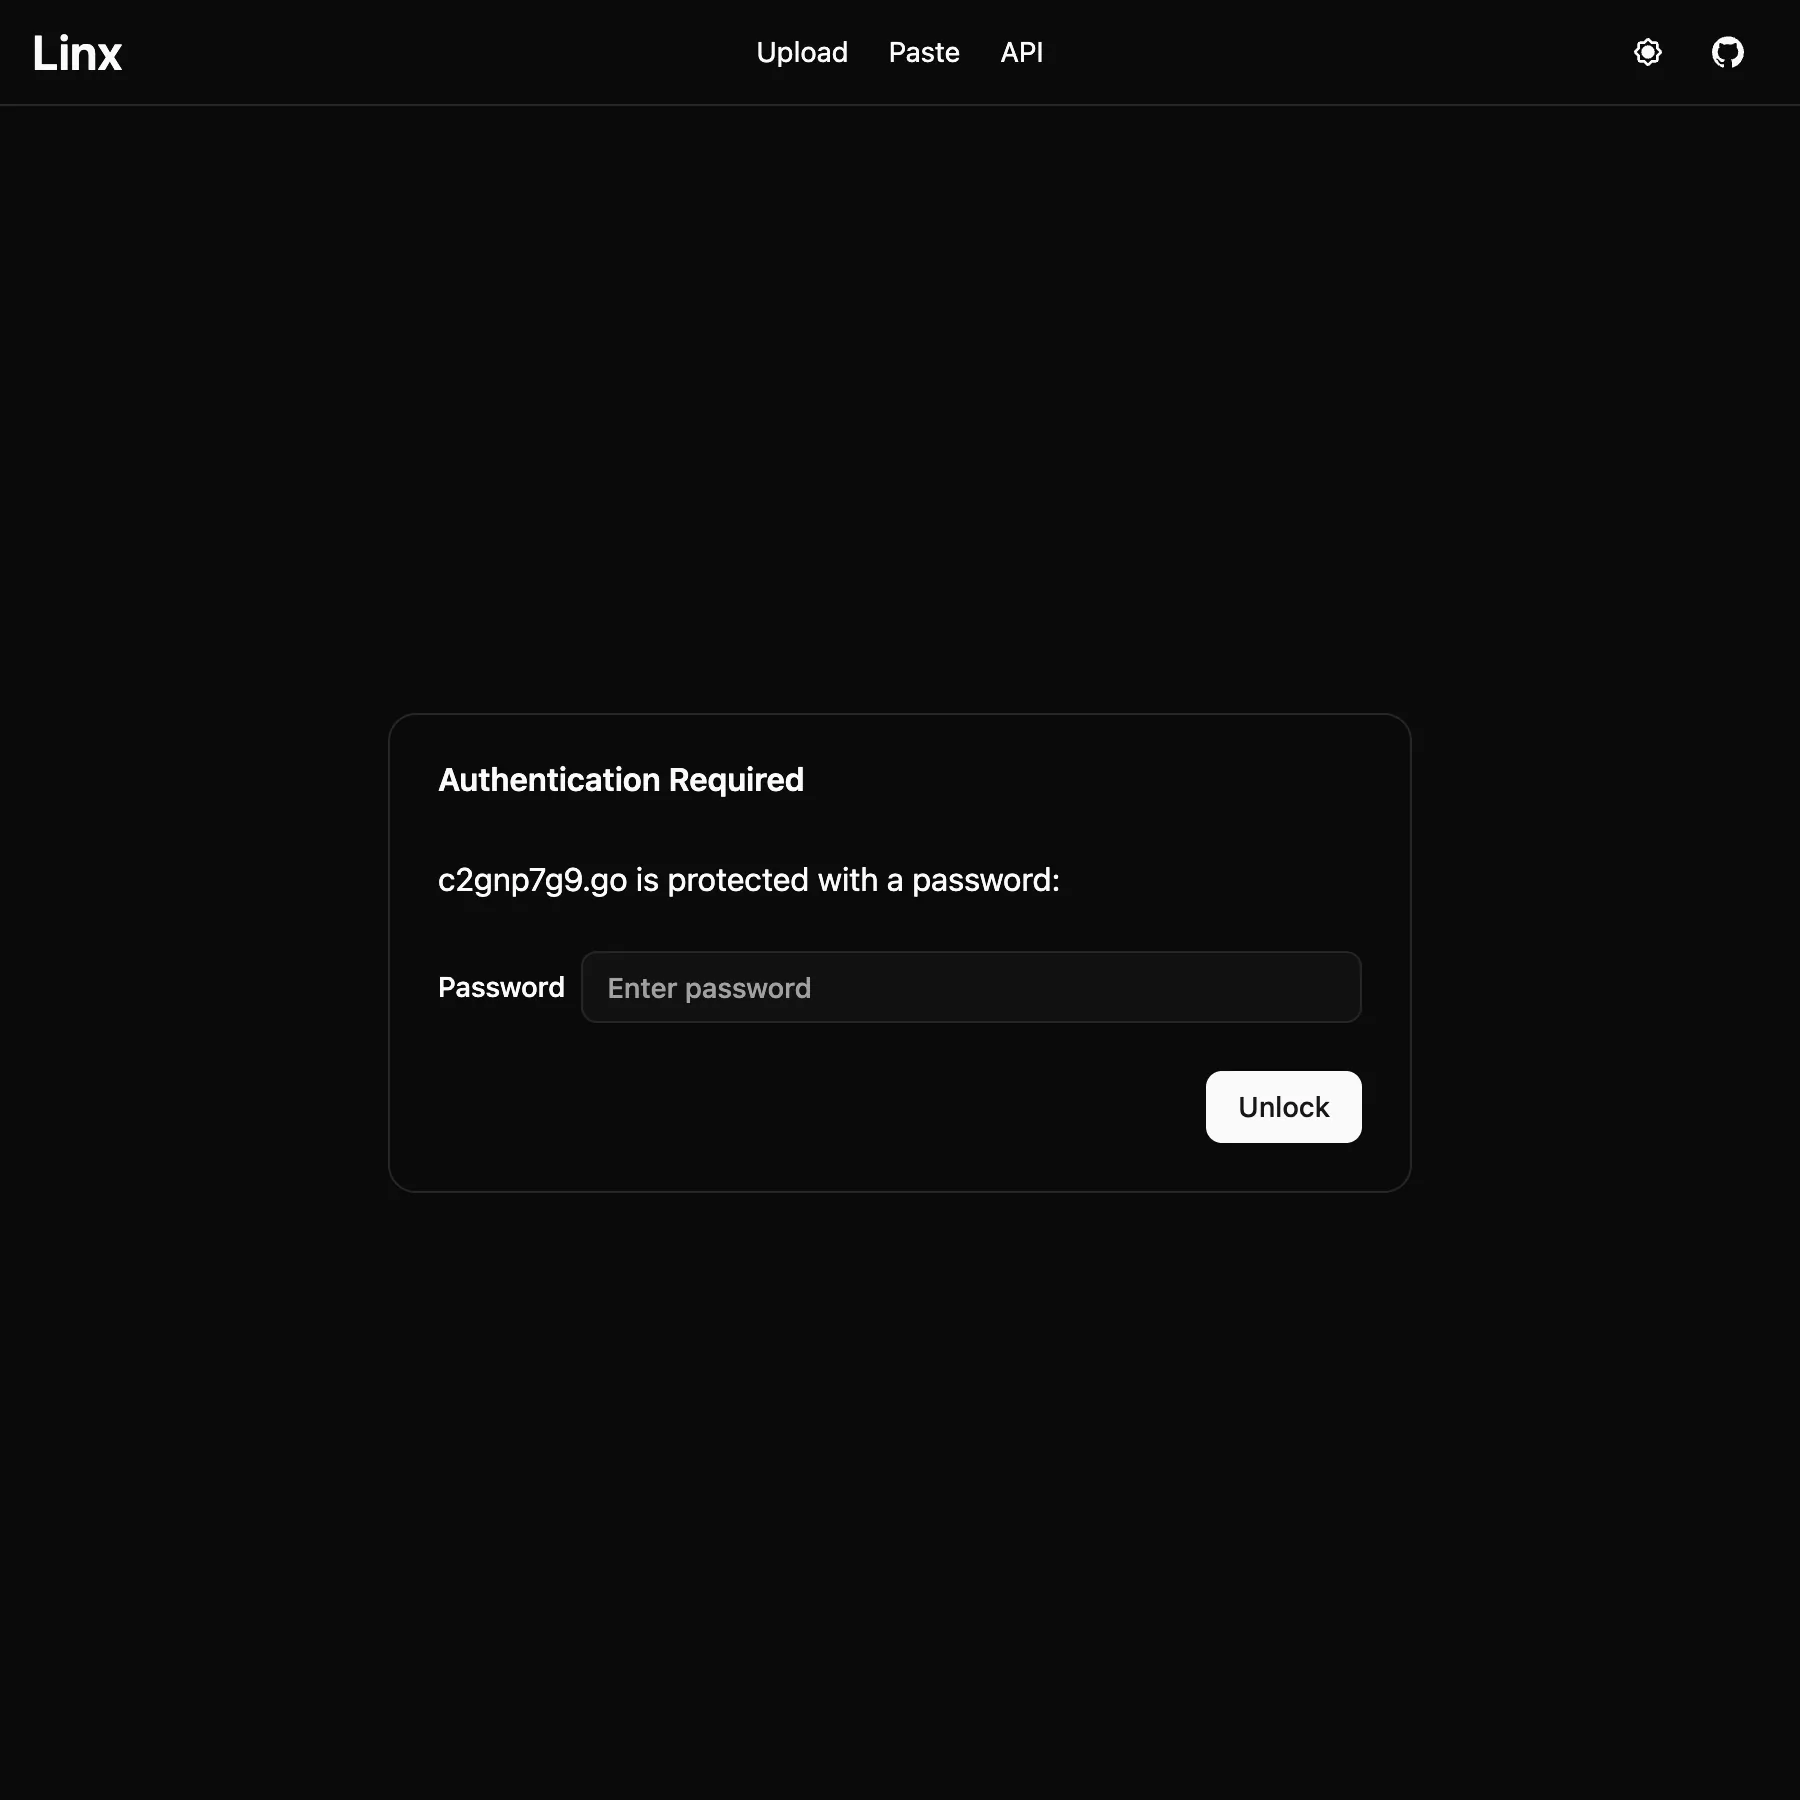 Linx
Upload Paste API
Authentication Required
c2gnp7g9.go is protected with a password:
Password Enter password
Unlock